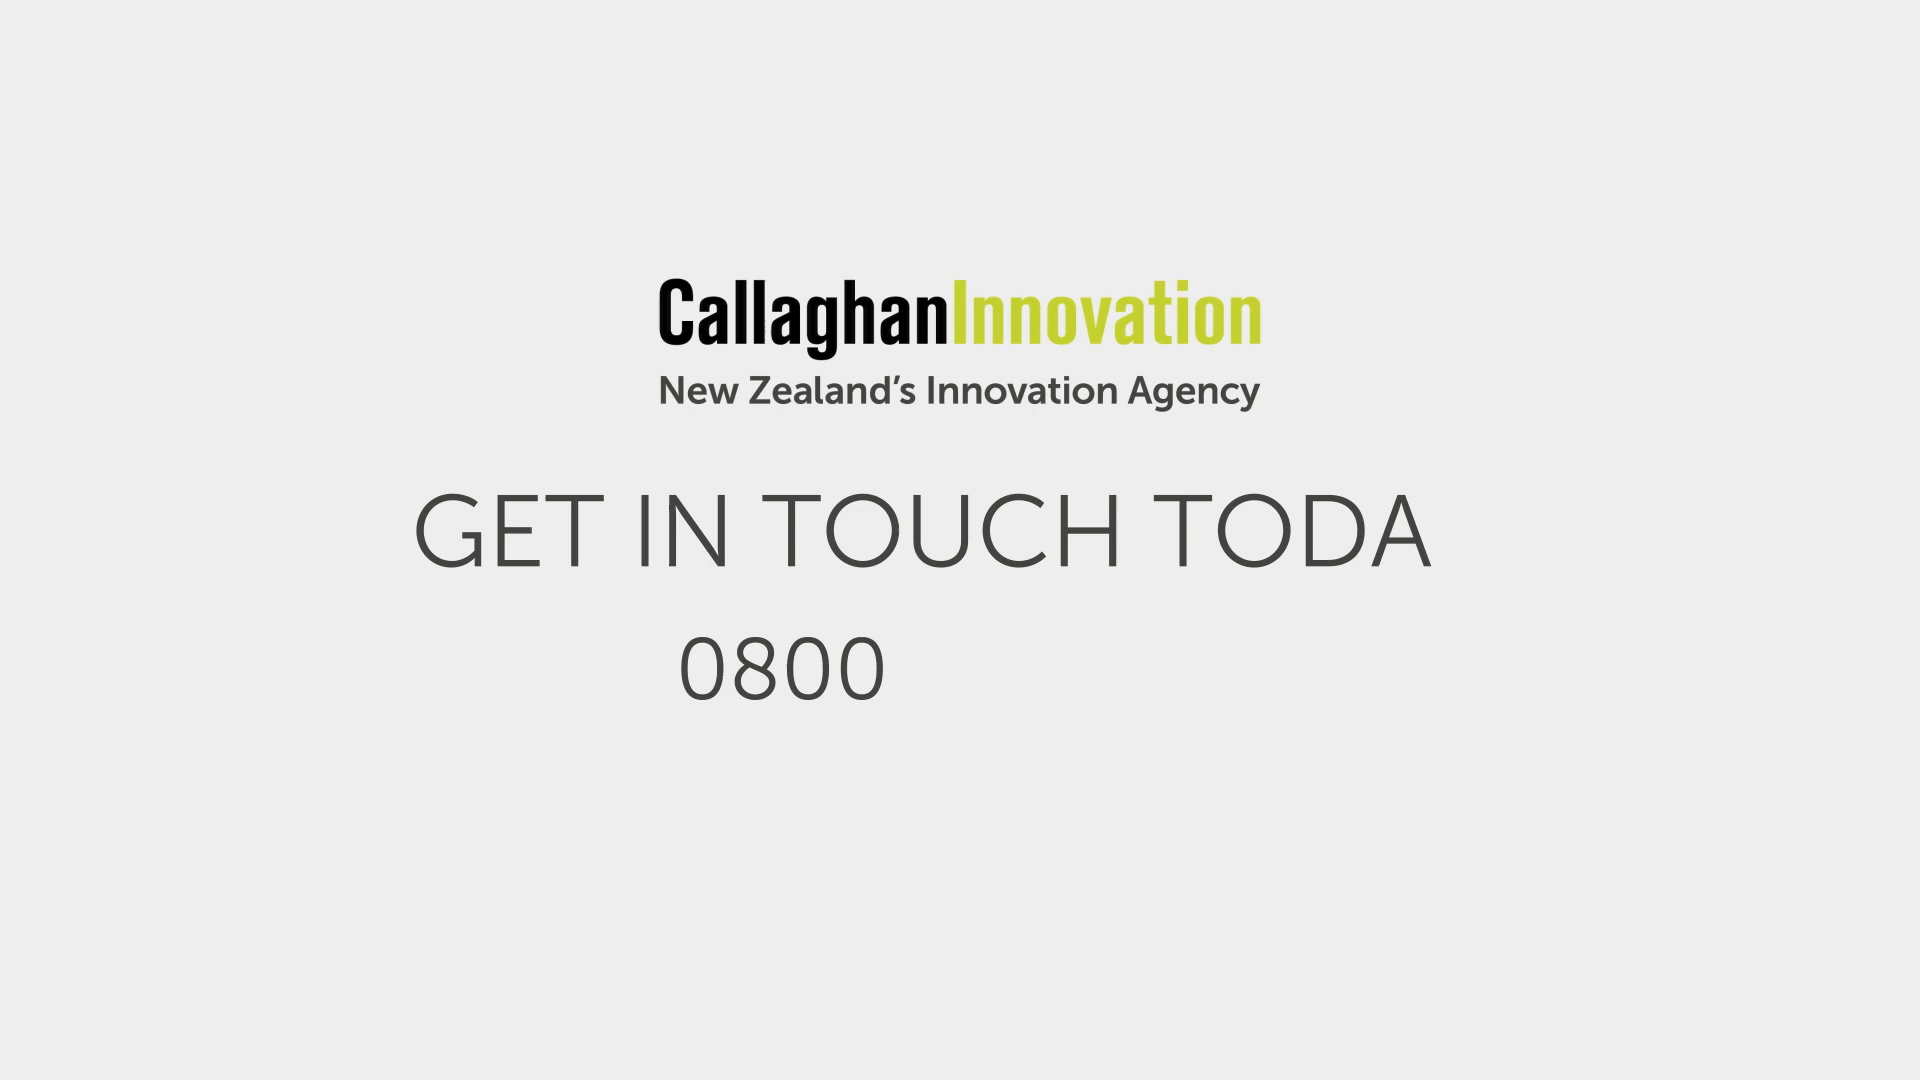 CallaghanInnovation
New Zealand’s Innovation Agency
GET IN TOUCH TODA
0800